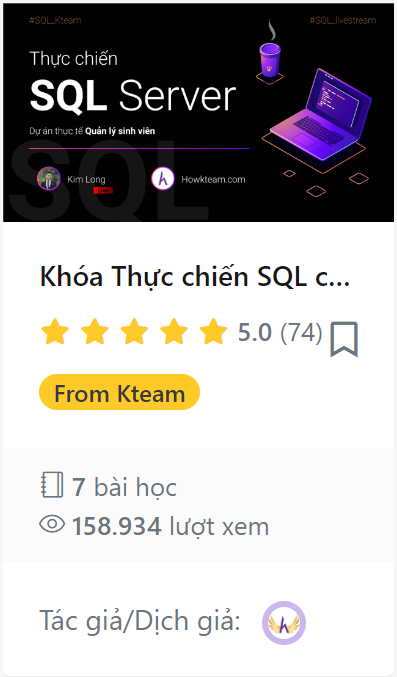 #SQL_Kteam
#SQL_livestream
Thực chiến
SQL Server
Dự án thực tế Quản lý sinh viên
SQL
Kim Long
Howkteam.com
Khóa Thực chiến SQL c...
5.0 (74)
From Kteam
7 bài học
158.934 lượt xem
Tác giả/Dịch giả: